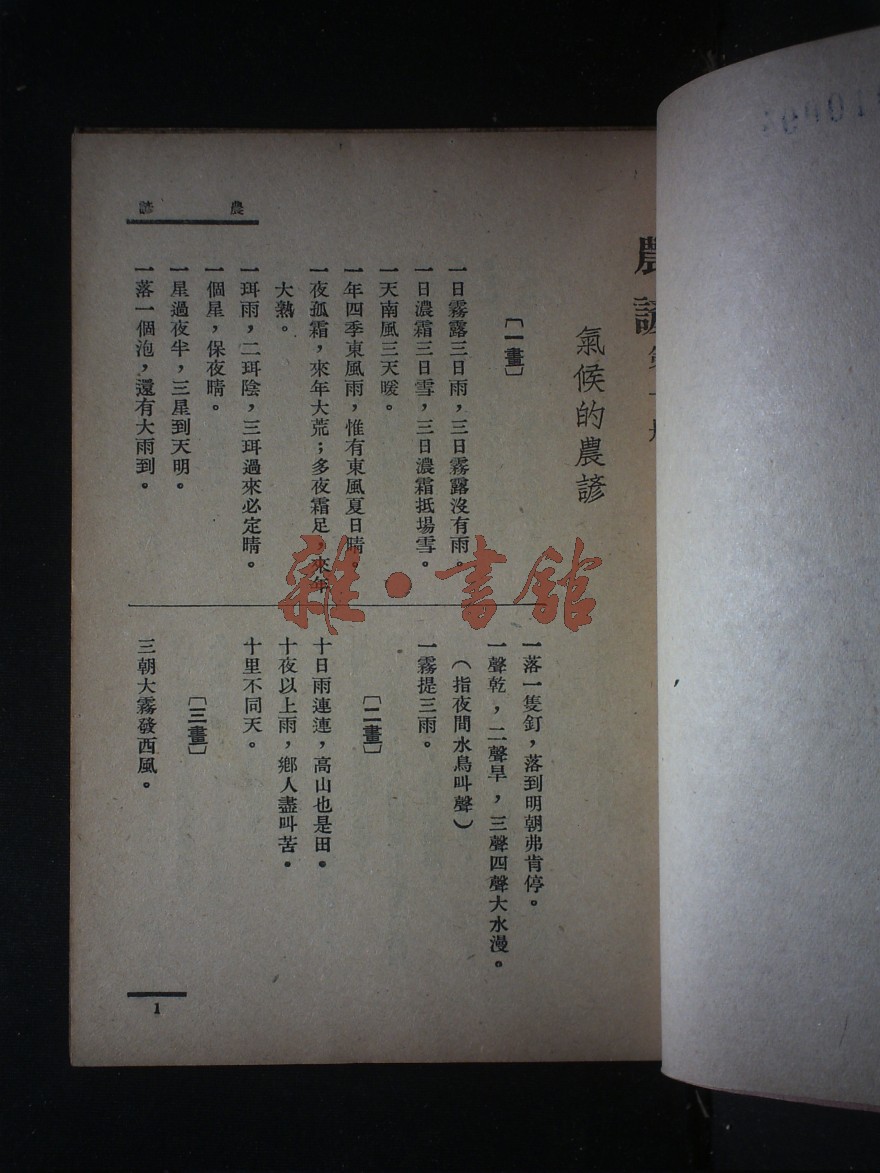 農諺
氣候的農諺
〔一畫〕
一日霧露三日雨，三日霧露沒有雨。
一日濃霜三日雪，三日濃霜抵場雪。
一天南風三天暖。
一年四季東風雨，惟有東風夏日晴。
一夜孤霜，來年大荒；多夜霜足，來年
大熟。
一珥雨，二珥陰，三珥過來必定晴。
一個星，保夜晴。
一星過夜半，三星到天明。
一落一個泡，還有大雨到。
一落一隻釘，落到明朝弗肯停。
一聲乾，二聲旱，三聲四聲大水漫。
（指夜間水鳥叫聲）
一霧提三雨。
〔二畫〕
十日雨連連，高山也是田。
十夜以上雨，鄉人盡叫苦。
十里不同天。
〔三畫〕
三朝大霧發西風。
農諺
1
雜·書館